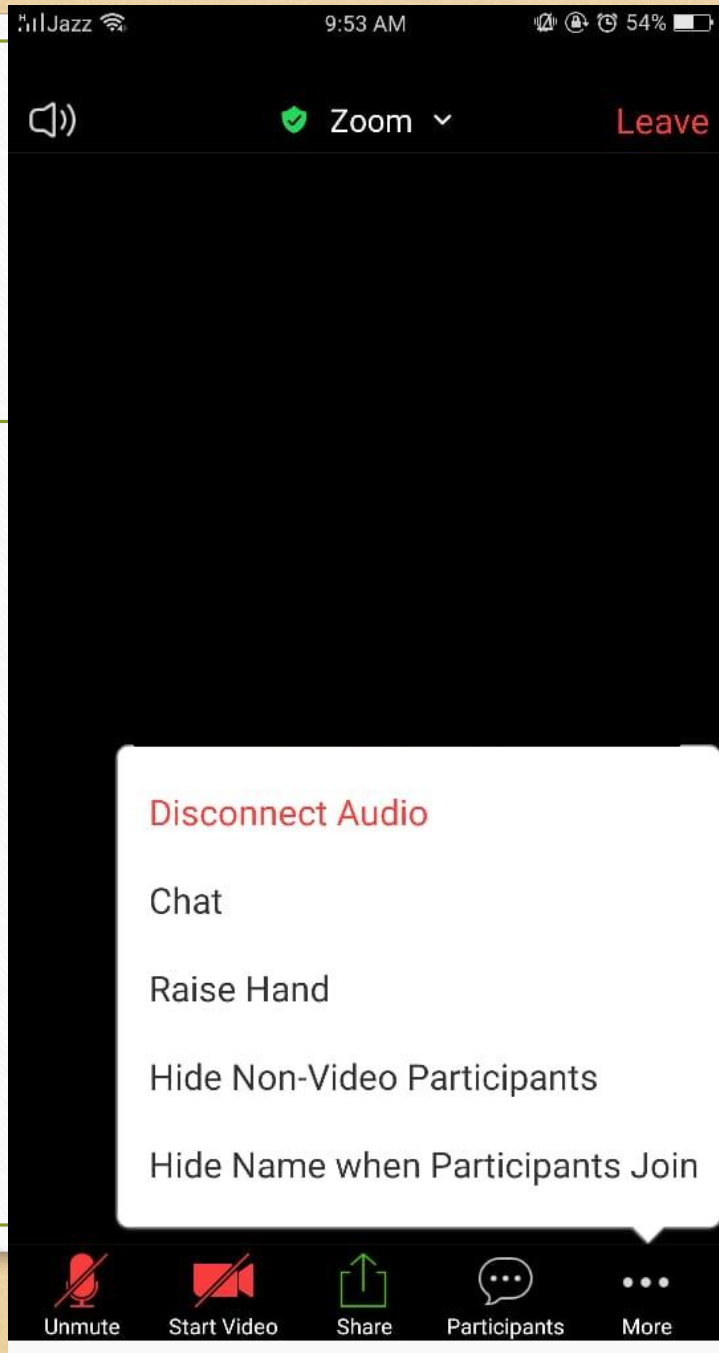 Jazz 9:53 AM 54%
Zoom Leave
Disconnect Audio
Chat
Raise Hand
Hide Non-Video Participants
Hide Name when Participants Join
Unmute Start Video Share Participants More